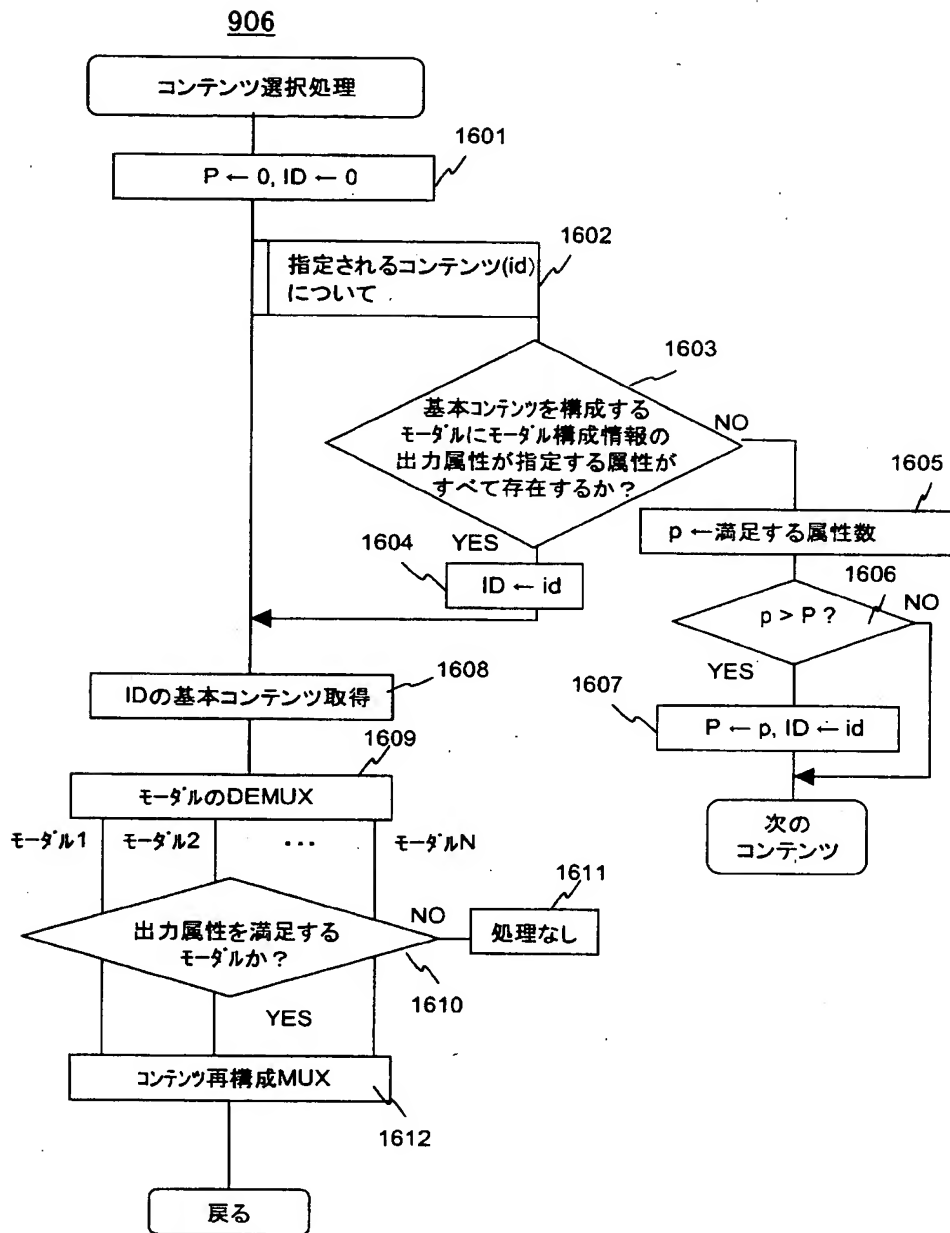 906
コンテンツ選択処理
1601
P ← 0, ID ← 0
1602
指定されるコンテンツ(id)
について
1603
基本コンテンツを構成する
モーダルにモーダル構成情報の
出力属性が指定する属性が
すべて存在するか?
NO
1605
p ←満足する属性数
YES
1604
ID ← id
1606
p > P ?
NO
YES
1607
P ← p, ID ← id
次の
コンテンツ
1608
IDの基本コンテンツ取得
1609
モーダルのDEMUX
モーダル1
モーダル2
...
モーダルN
1611
出力属性を満足する
モーダルか?
NO
処理なし
1610
YES
コンテンツ再構成MUX
1612
戻る